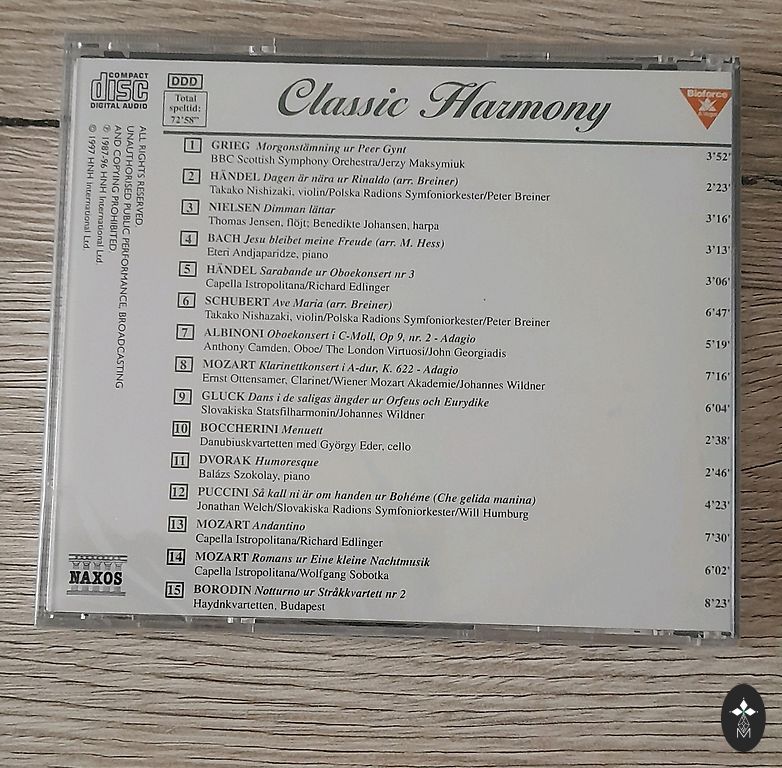 COMPACT
disc
DIGITAL AUDIO
DDD
Total
speltid:
72'58"
Classic Harmony
Bioforce
ALL RIGHTS RESERVED
UNAUTHORISED PUBLIC PERFORMANCE, BROADCASTING
AND COPYING PROHIBITED
℗ 1987-96 HNH International Ltd.
© 1997 HNH International Ltd.
1 GRIEG Morgonstämning ur Peer Gynt 3'52'
BBC Scottish Symphony Orchestra/Jerzy Maksymiuk
2 HÄNDEL Dagen är nära ur Rinaldo (arr. Breiner) 2'23'
Takako Nishizaki, violin/Polska Radions Symfoniorkester/Peter Breiner
3 NIELSEN Dimman lättar 3'16'
Thomas Jensen, flöjt; Benedikte Johansen, harpa
4 BACH Jesu bleibet meine Freude (arr. M. Hess) 3'13'
Eteri Andjaparidze, piano
5 HÄNDEL Sarabande ur Oboekonsert nr 3 3'06'
Capella Istropolitana/Richard Edlinger
6 SCHUBERT Ave Maria (arr. Breiner) 6'47'
Takako Nishazaki, violin/Polska Radions Symfoniorkester/Peter Breiner
7 ALBINONI Oboekonsert i C-Moll, Op 9, nr. 2 - Adagio 5'19'
Anthony Camden, Oboe/ The London Virtuosi/John Georgiadis
8 MOZART Klarinettkonsert i A-dur, K. 622 - Adagio 7'16'
Ernst Ottensamer, Clarinet/Wiener Mozart Akademie/Johannes Wildner
9 GLUCK Dans i de saligas ängder ur Orfeus och Eurydike 6'04'
Slovakiska Statsfilharmonin/Johannes Wildner
10 BOCCHERINI Menuett 2'38'
Danubiuskvartetten med György Eder, cello
11 DVORAK Humoresque 2'46'
Balázs Szokolay, piano
12 PUCCINI Så kall ni är om handen ur Bohéme (Che gelida manina) 4'23'
Jonathan Welch/Slovakiska Radions Symfoniorkester/Will Humburg
13 MOZART Andantino 7'30'
Capella Istropolitana/Richard Edlinger
14 MOZART Romans ur Eine kleine Nachtmusik 6'02'
Capella Istropolitana/Wolfgang Sobotka
15 BORODIN Notturno ur Stråkkvartett nr 2 8'23'
Haydnkvartetten, Budapest
NAXOS
M